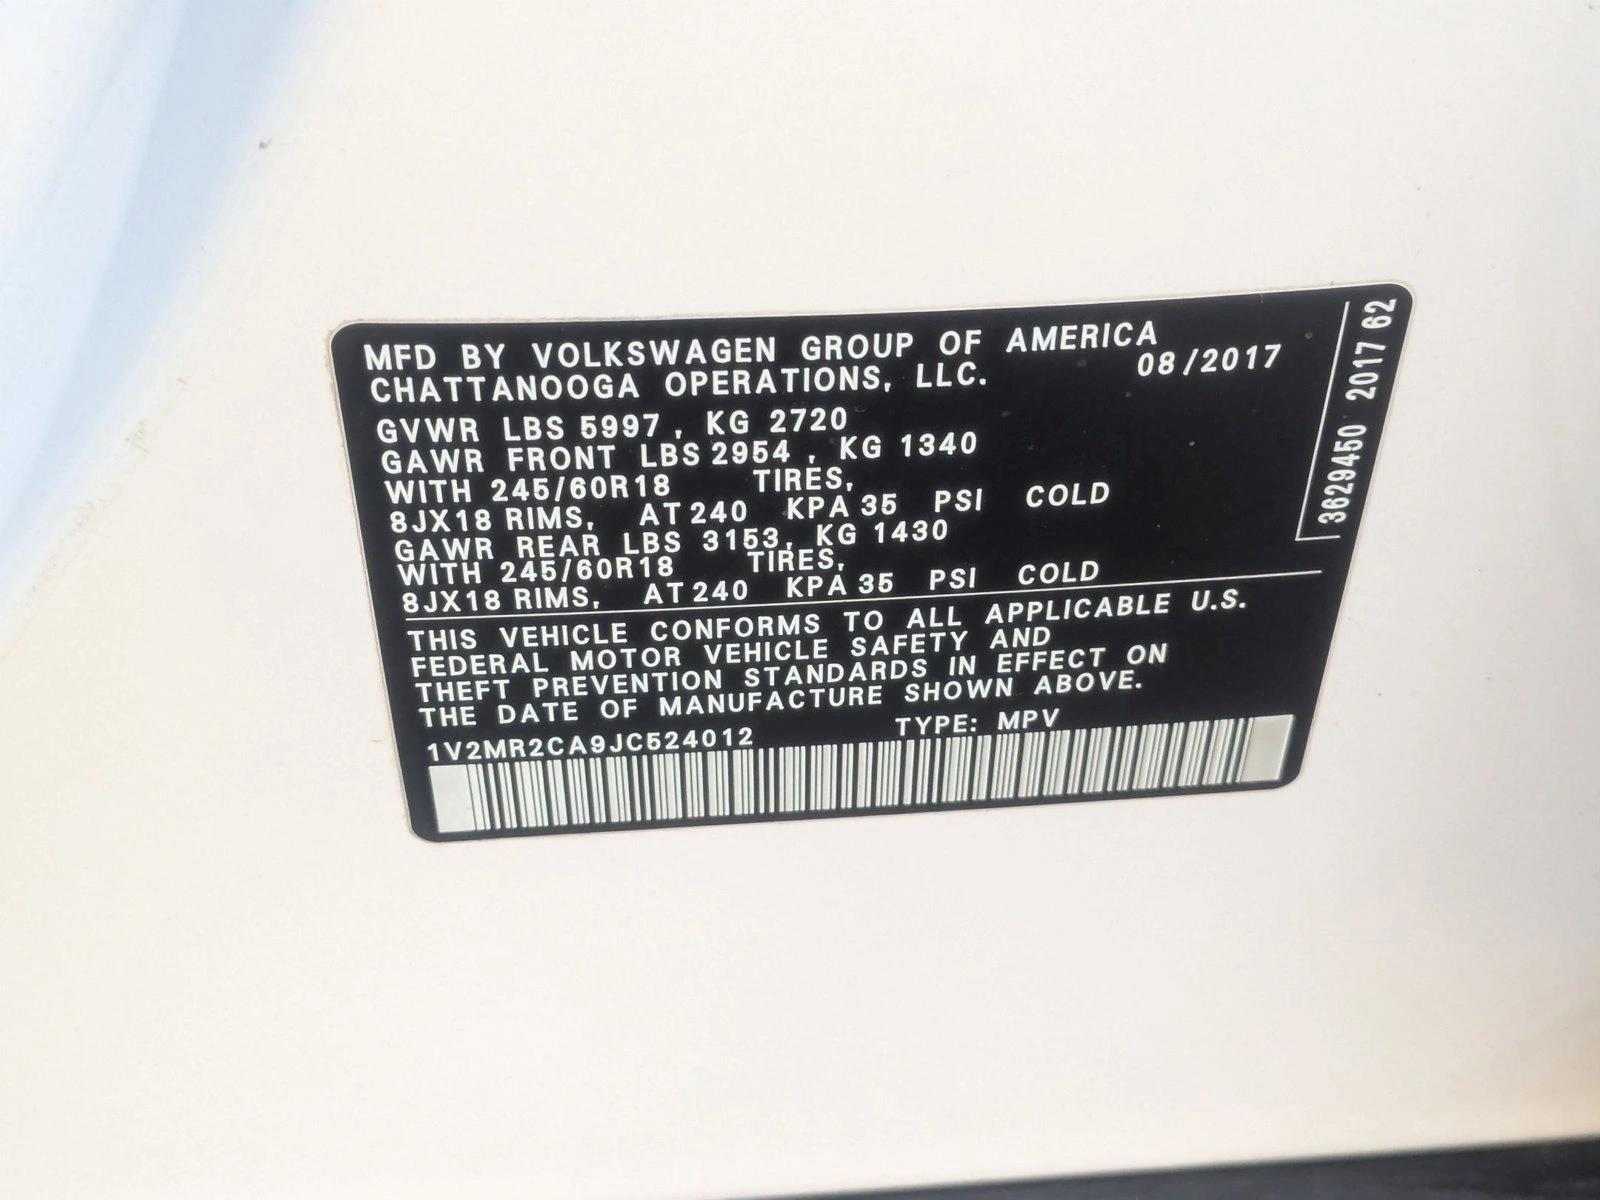 MFD BY VOLKSWAGEN GROUP OF AMERICA
CHATTANOOGA OPERATIONS, LLC. 08/2017
GVWR LBS 5997, KG 2720
GAWR FRONT LBS 2954, KG 1340
WITH 245/60R18 TIRES,
8JX18 RIMS, AT 240 KPA 35 PSI COLD
GAWR REAR LBS 3153, KG 1430
WITH 245/60R18 TIRES,
8JX18 RIMS, AT 240 KPA 35 PSI COLD
THIS VEHICLE CONFORMS TO ALL APPLICABLE U.S.
FEDERAL MOTOR VEHICLE SAFETY AND
THEFT PREVENTION STANDARDS IN EFFECT ON
THE DATE OF MANUFACTURE SHOWN ABOVE.
1V2MR2CA9JC524012 TYPE: MPV
3629450 2017 62